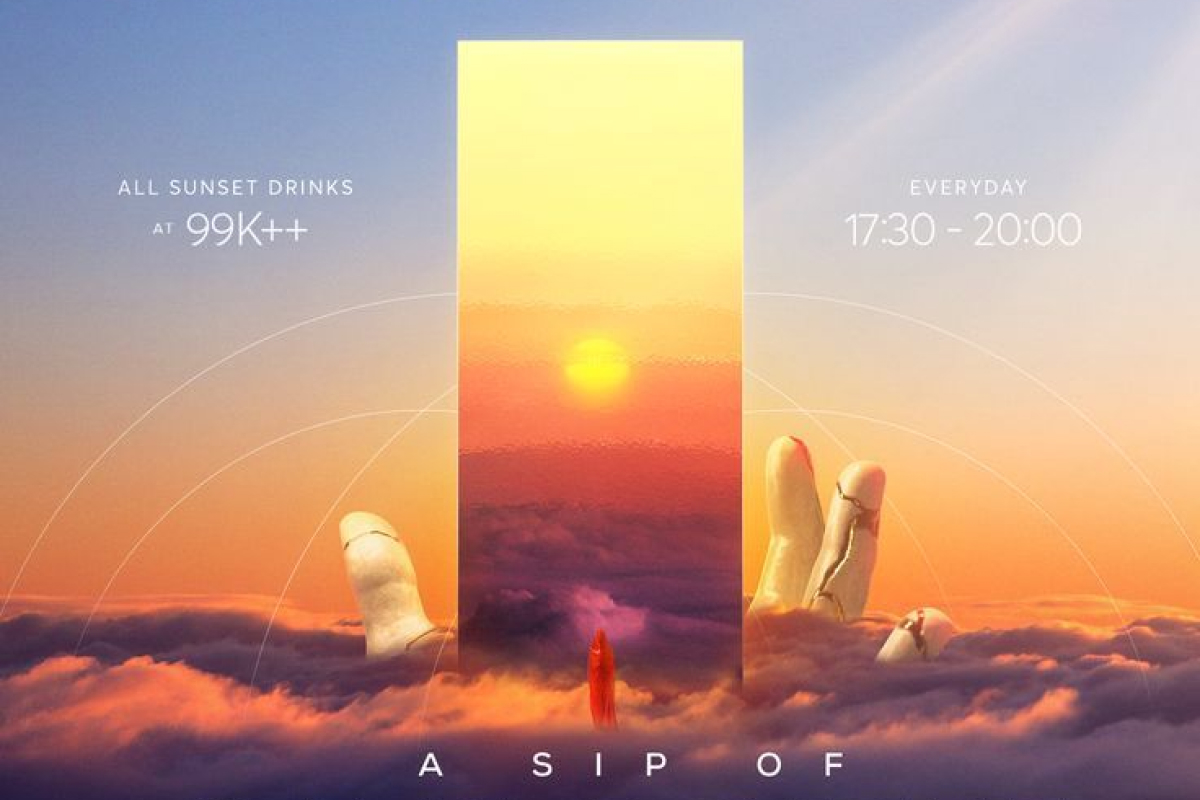 ALL SUNSET DRINKS
AT 99K++
EVERYDAY
17:30 - 20:00
A SIP OF